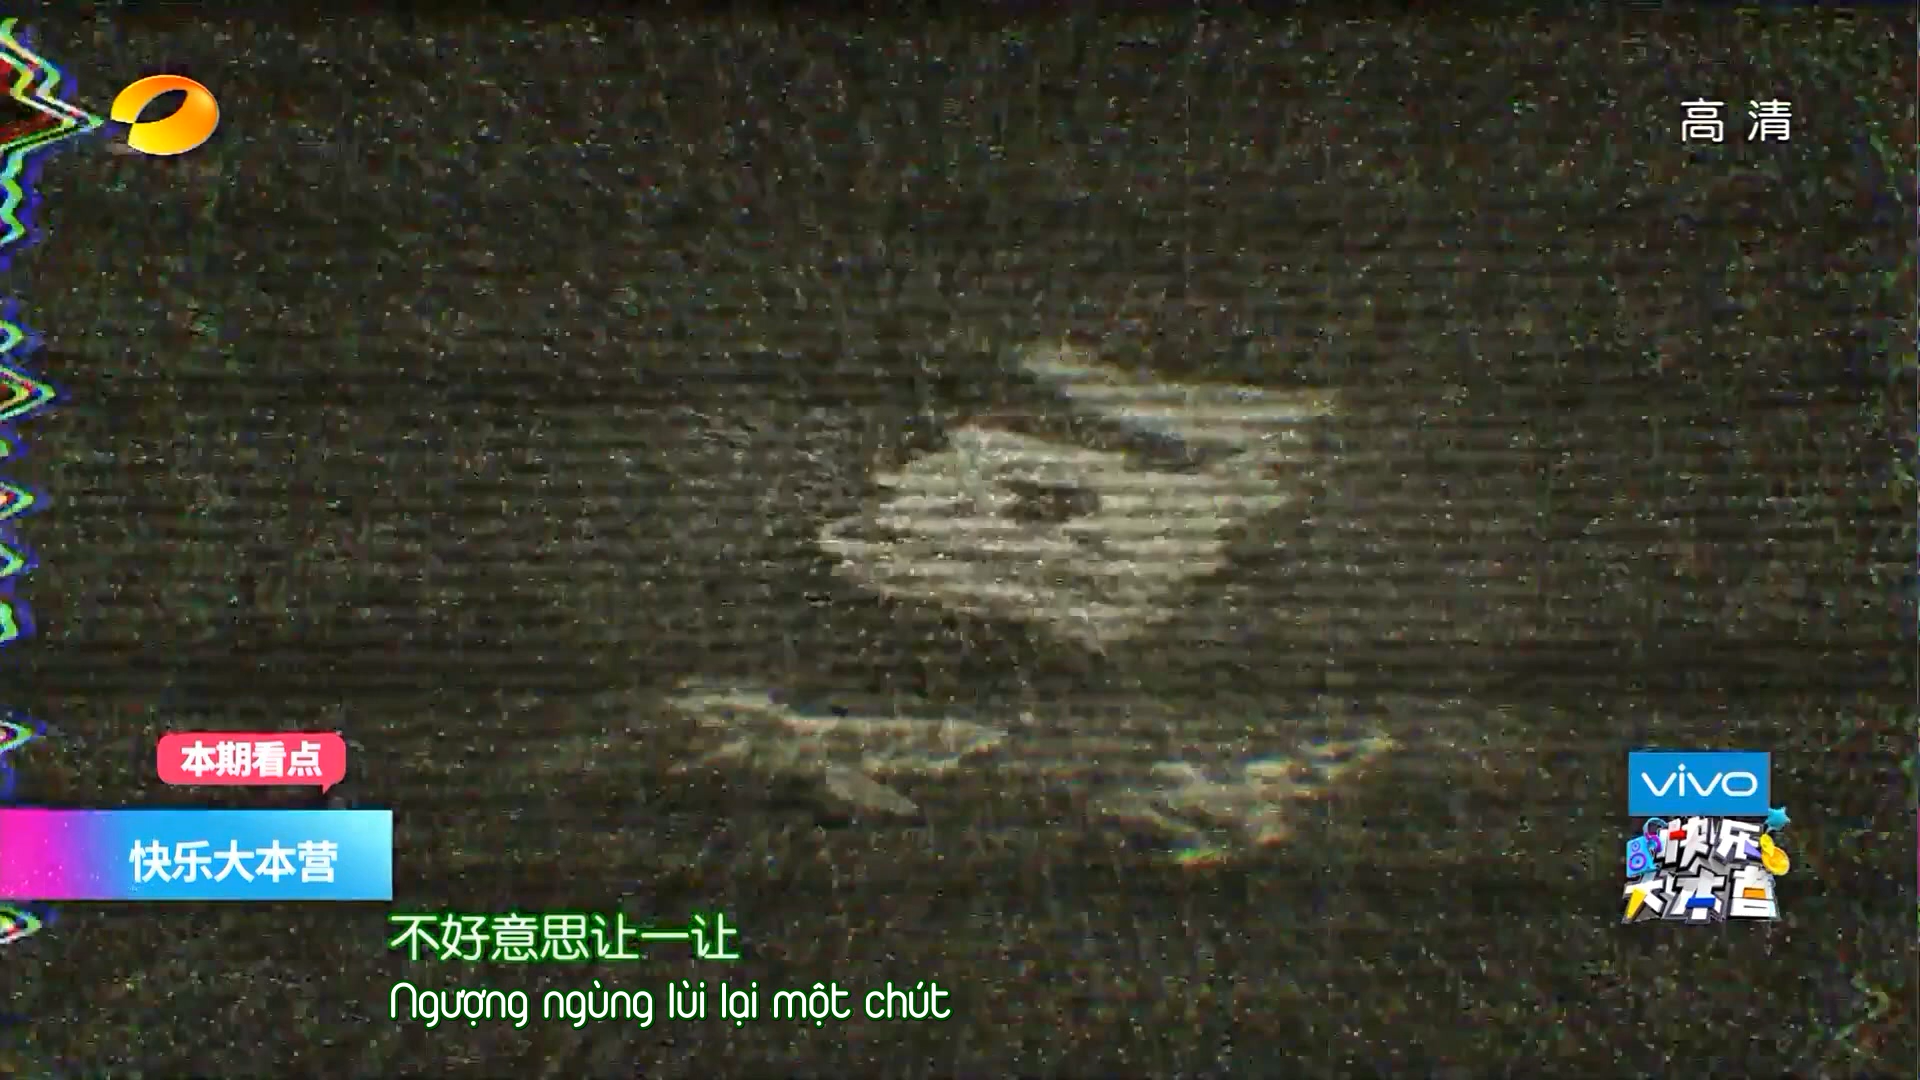 高清
本期看点
快乐大本营
vivo
快乐
大本营
不好意思让一让
Ngượng ngùng lùi lại một chút